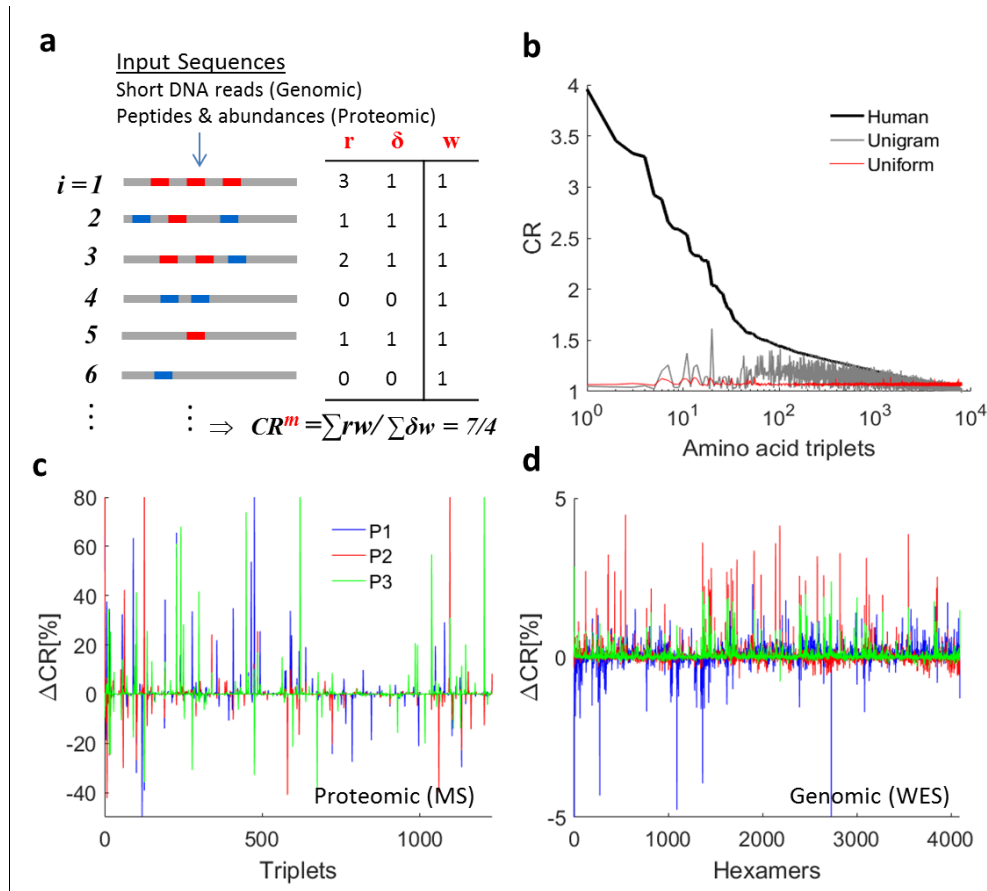 a
Input Sequences
Short DNA reads (Genomic)
Peptides & abundances (Proteomic)
r δ w
i = 1 3 1 1
2 1 1 1
3 2 1 1
4 0 0 1
5 1 1 1
6 0 0 1
⋮ ⋮ ⇒ CR^m = ∑rw/ ∑δw = 7/4
b
4
3.5
3
2.5
2
1.5
1
CR
Human
Unigram
Uniform
10^0 10^1 10^2 10^3 10^4
Amino acid triplets
c
80
60
40
20
0
-20
-40
ΔCR[%]
P1
P2
P3
Proteomic (MS)
0 500 1000
Triplets
d
5
0
-5
ΔCR[%]
Genomic (WES)
0 1000 2000 3000 4000
Hexamers